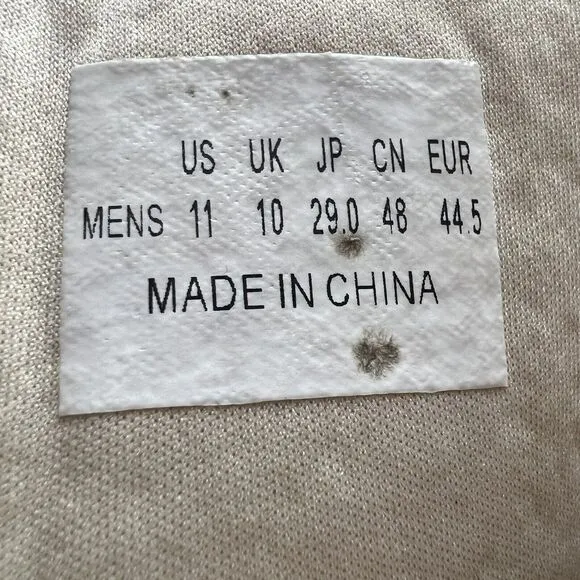 US UK JP CN EUR
MENS 11 10 29.0 48 44.5
MADE IN CHINA